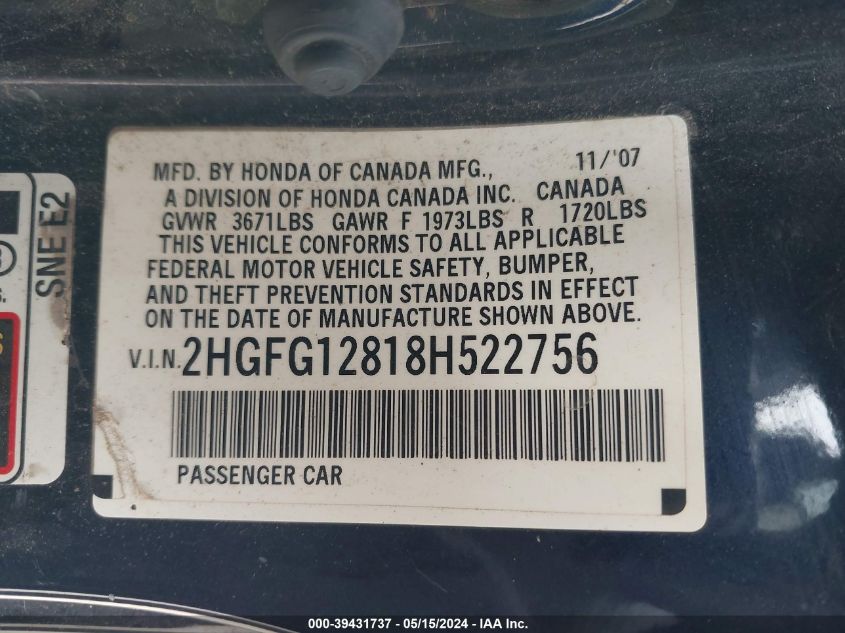 MFD. BY HONDA OF CANADA MFG., 11/'07
A DIVISION OF HONDA CANADA INC. CANADA
GVWR 3671LBS GAWR F 1973LBS R 1720LBS
THIS VEHICLE CONFORMS TO ALL APPLICABLE
FEDERAL MOTOR VEHICLE SAFETY, BUMPER,
AND THEFT PREVENTION STANDARDS IN EFFECT
ON THE DATE OF MANUFACTURE SHOWN ABOVE.
V.I.N. 2HGFG12818H522756
PASSENGER CAR
SNE E2
000-39431737 - 05/15/2024 - IAA Inc.